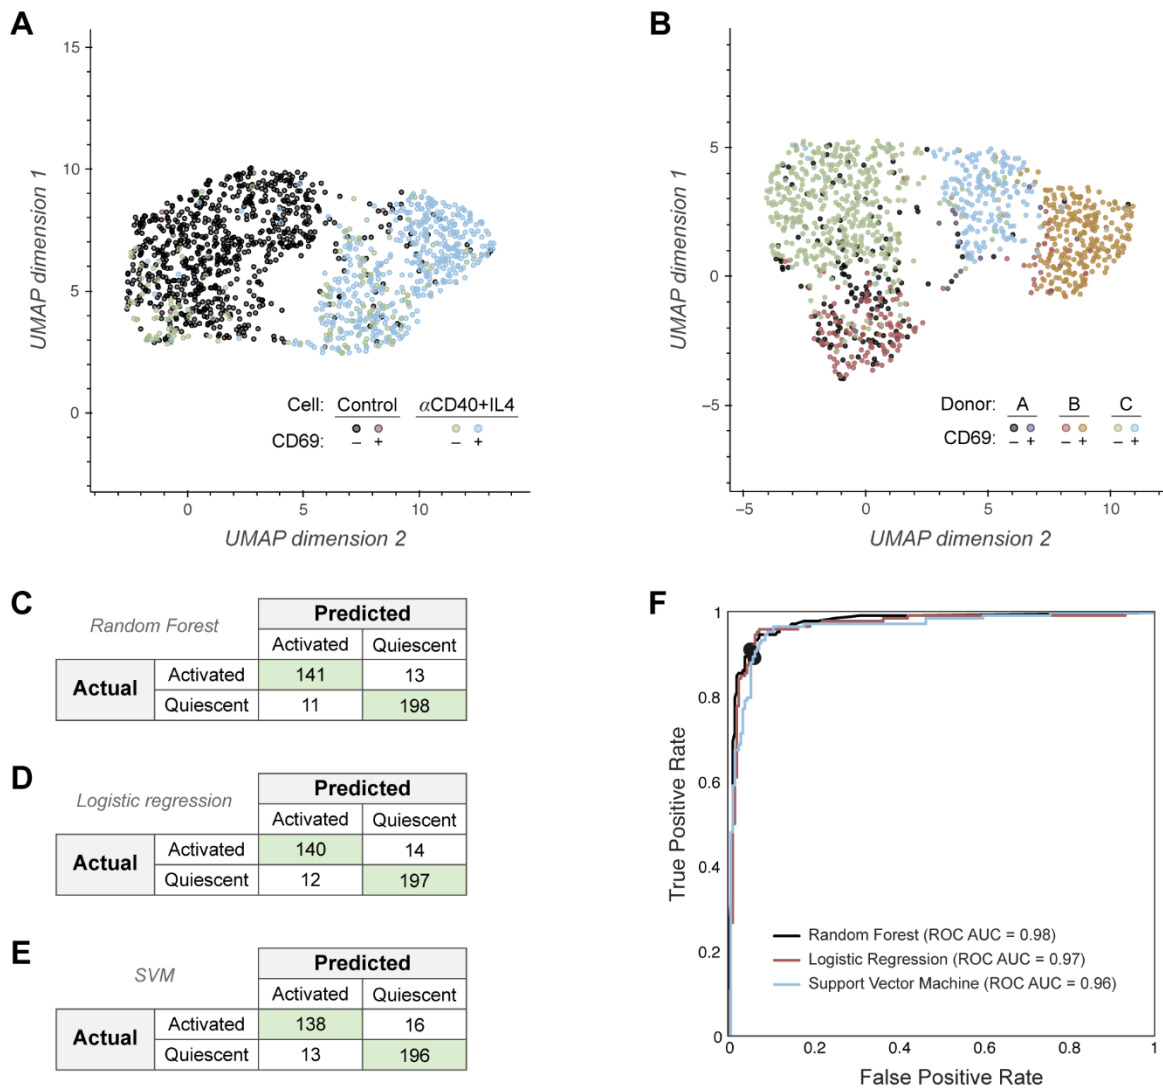 A
15
10
5
0
UMAP dimension 1
0
5
10
UMAP dimension 2
Cell: Control αCD40+IL4
CD69: – + – +
B
5
0
−5
UMAP dimension 1
−5
0
5
10
UMAP dimension 2
Donor: A B C
CD69: – + – + – +
C
Random Forest
Predicted
Activated Quiescent
Actual
Activated 141 13
Quiescent 11 198
D
Logistic regression
Predicted
Activated Quiescent
Actual
Activated 140 14
Quiescent 12 197
E
SVM
Predicted
Activated Quiescent
Actual
Activated 138 16
Quiescent 13 196
F
1
0.8
0.6
0.4
0.2
0
True Positive Rate
Random Forest (ROC AUC = 0.98)
Logistic Regression (ROC AUC = 0.97)
Support Vector Machine (ROC AUC = 0.96)
0 0.2 0.4 0.6 0.8 1
False Positive Rate